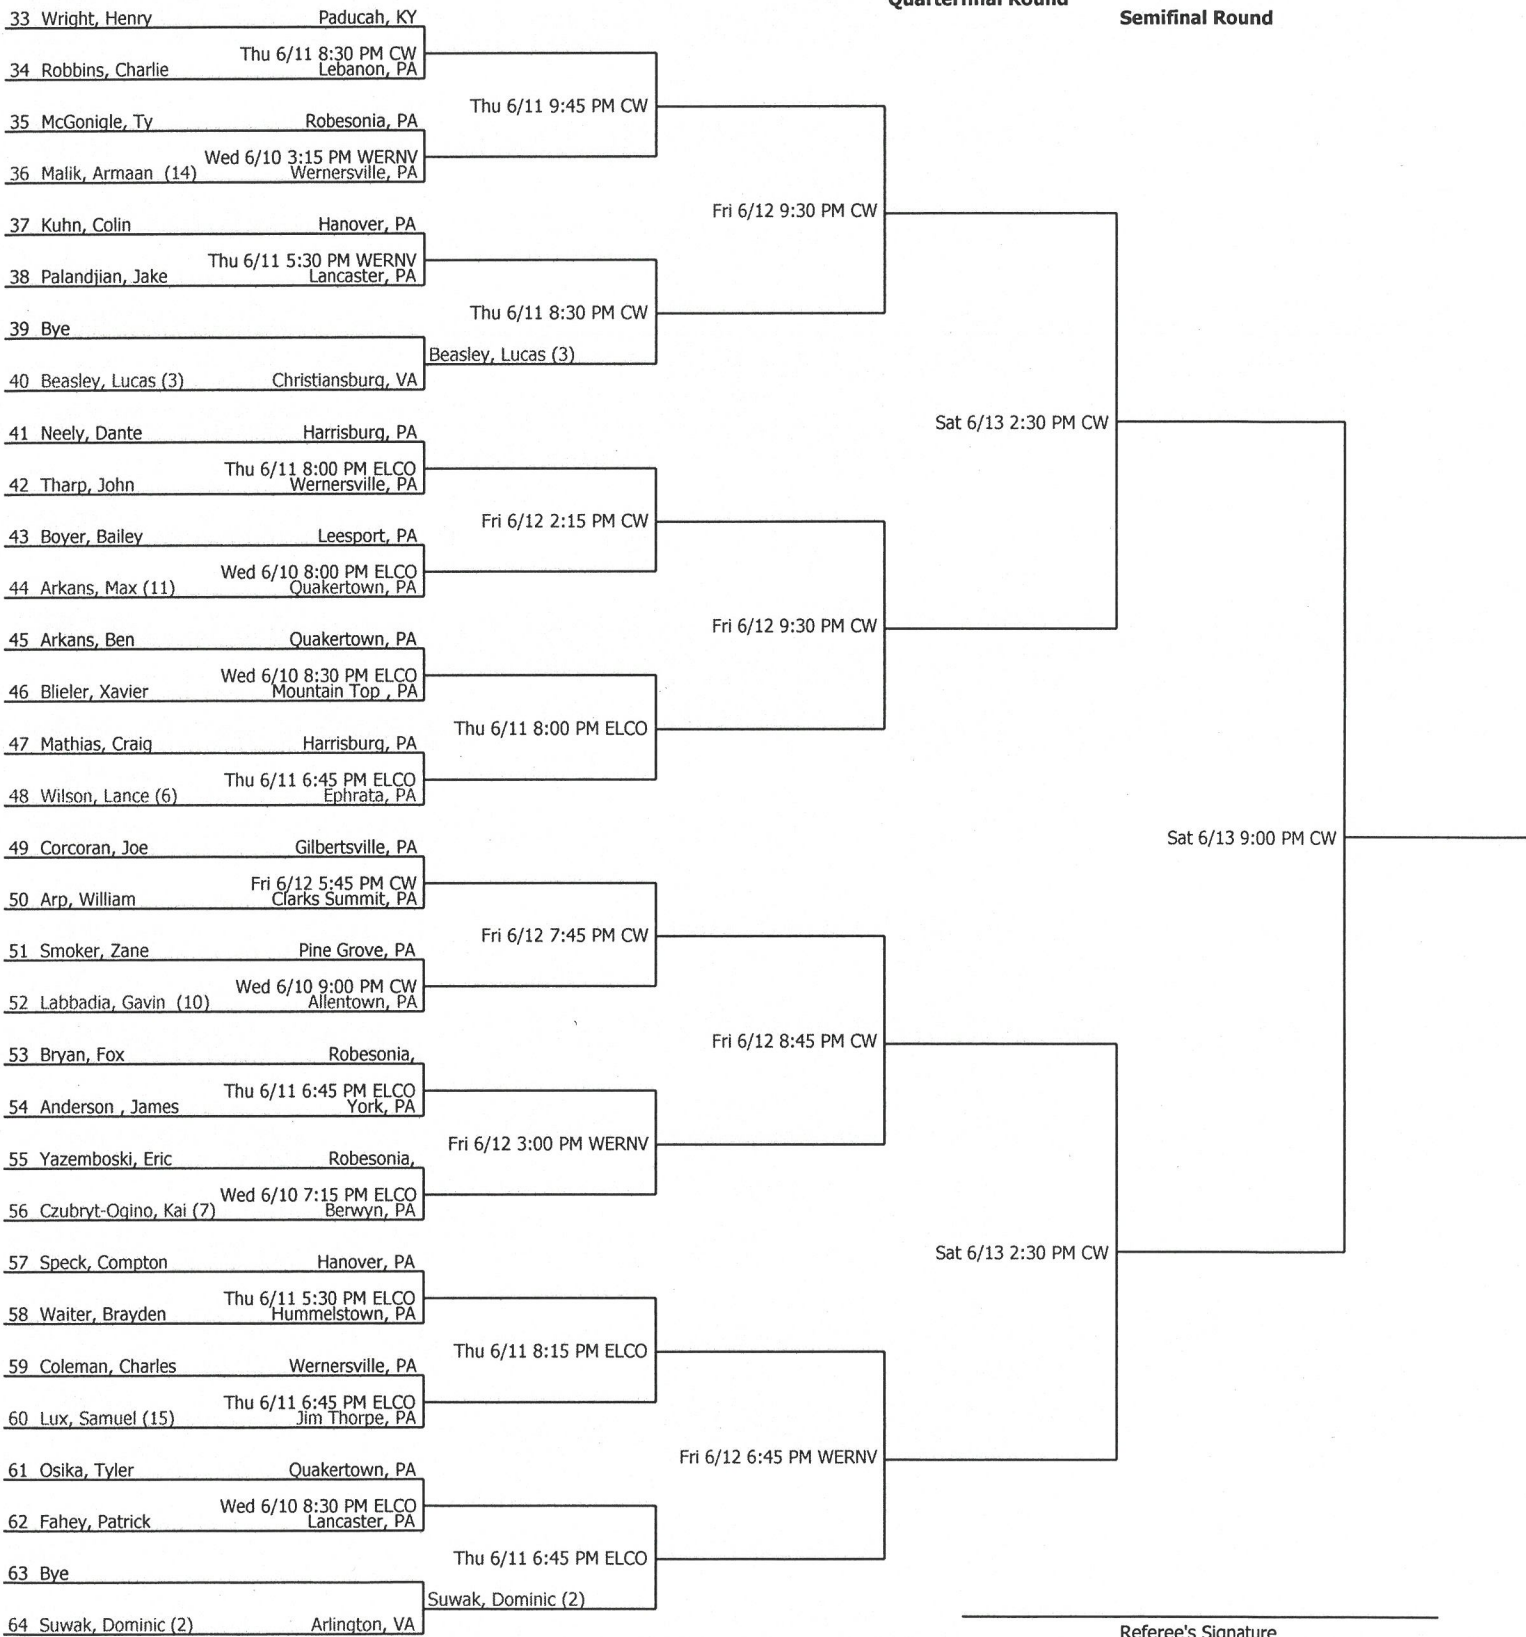 Quarterfinal Round
Semifinal Round
33 Wright, Henry Paducah, KY
Thu 6/11 8:30 PM CW
34 Robbins, Charlie Lebanon, PA
Thu 6/11 9:45 PM CW
35 McGonigle, Ty Robesonia, PA
Wed 6/10 3:15 PM WERNV
36 Malik, Armaan (14) Wernersville, PA
Fri 6/12 9:30 PM CW
37 Kuhn, Colin Hanover, PA
Thu 6/11 5:30 PM WERNV
38 Palandjian, Jake Lancaster, PA
Thu 6/11 8:30 PM CW
39 Bye
Beasley, Lucas (3)
40 Beasley, Lucas (3) Christiansburg, VA
Sat 6/13 2:30 PM CW
41 Neely, Dante Harrisburg, PA
Thu 6/11 8:00 PM ELCO
42 Tharp, John Wernersville, PA
Fri 6/12 2:15 PM CW
43 Boyer, Bailey Leesport, PA
Wed 6/10 8:00 PM ELCO
44 Arkans, Max (11) Quakertown, PA
Fri 6/12 9:30 PM CW
45 Arkans, Ben Quakertown, PA
Wed 6/10 8:30 PM ELCO
46 Blieler, Xavier Mountain Top , PA
Thu 6/11 8:00 PM ELCO
47 Mathias, Craig Harrisburg, PA
Thu 6/11 6:45 PM ELCO
48 Wilson, Lance (6) Ephrata, PA
Sat 6/13 9:00 PM CW
49 Corcoran, Joe Gilbertsville, PA
Fri 6/12 5:45 PM CW
50 Arp, William Clarks Summit, PA
Fri 6/12 7:45 PM CW
51 Smoker, Zane Pine Grove, PA
Wed 6/10 9:00 PM CW
52 Labbadia, Gavin (10) Allentown, PA
Fri 6/12 8:45 PM CW
53 Bryan, Fox Robesonia,
Thu 6/11 6:45 PM ELCO
54 Anderson , James York, PA
Fri 6/12 3:00 PM WERNV
55 Yazemboski, Eric Robesonia,
Wed 6/10 7:15 PM ELCO
56 Czubryt-Ogino, Kai (7) Berwyn, PA
Sat 6/13 2:30 PM CW
57 Speck, Compton Hanover, PA
Thu 6/11 5:30 PM ELCO
58 Waiter, Brayden Hummelstown, PA
Thu 6/11 8:15 PM ELCO
59 Coleman, Charles Wernersville, PA
Thu 6/11 6:45 PM ELCO
60 Lux, Samuel (15) Jim Thorpe, PA
Fri 6/12 6:45 PM WERNV
61 Osika, Tyler Quakertown, PA
Wed 6/10 8:30 PM ELCO
62 Fahey, Patrick Lancaster, PA
Thu 6/11 6:45 PM ELCO
63 Bye
Suwak, Dominic (2)
64 Suwak, Dominic (2) Arlington, VA
Referee's Signature